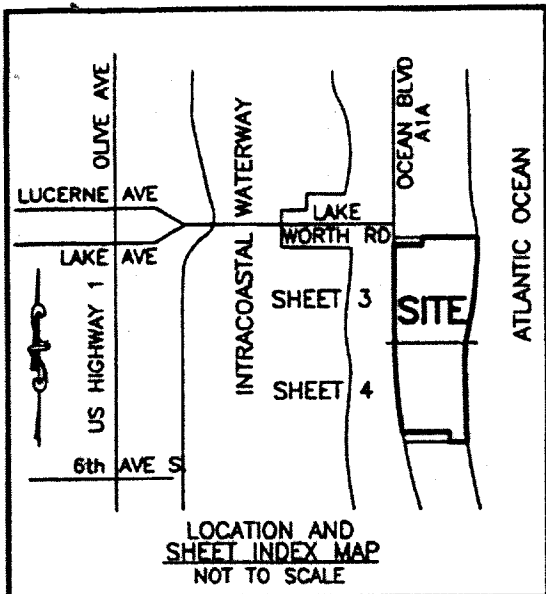 OLIVE AVE
OCEAN BLVD
A1A
LUCERNE AVE
INTRACOASTAL WATERWAY
LAKE
WORTH RD
ATLANTIC OCEAN
LAKE AVE
US HIGHWAY 1
SHEET 3
SITE
SHEET 4
6th AVE S.
LOCATION AND
SHEET INDEX MAP
NOT TO SCALE